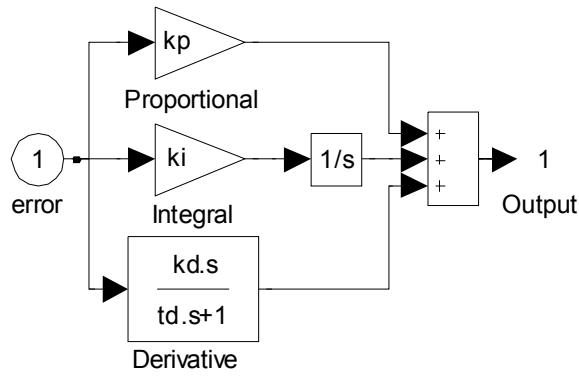 kp
Proportional
1
error
ki
Integral
1/s
+
+
+
1
Output
kd.s
td.s+1
Derivative